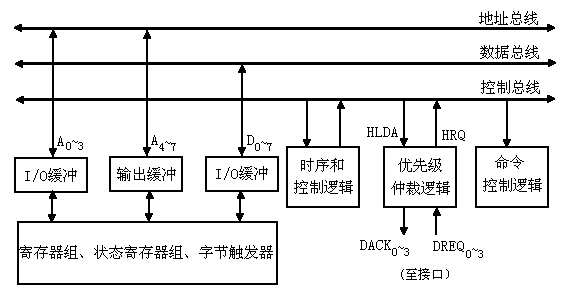 地址总线
数据总线
控制总线
A0~3
A4~7
D0~7
HLDA
HRQ
I/O缓冲
输出缓冲
I/O缓冲
时序和
控制逻辑
优先级
仲裁逻辑
命令
控制逻辑
寄存器组、状态寄存器组、字节触发器
DACK0~3
DREQ0~3
(至接口)